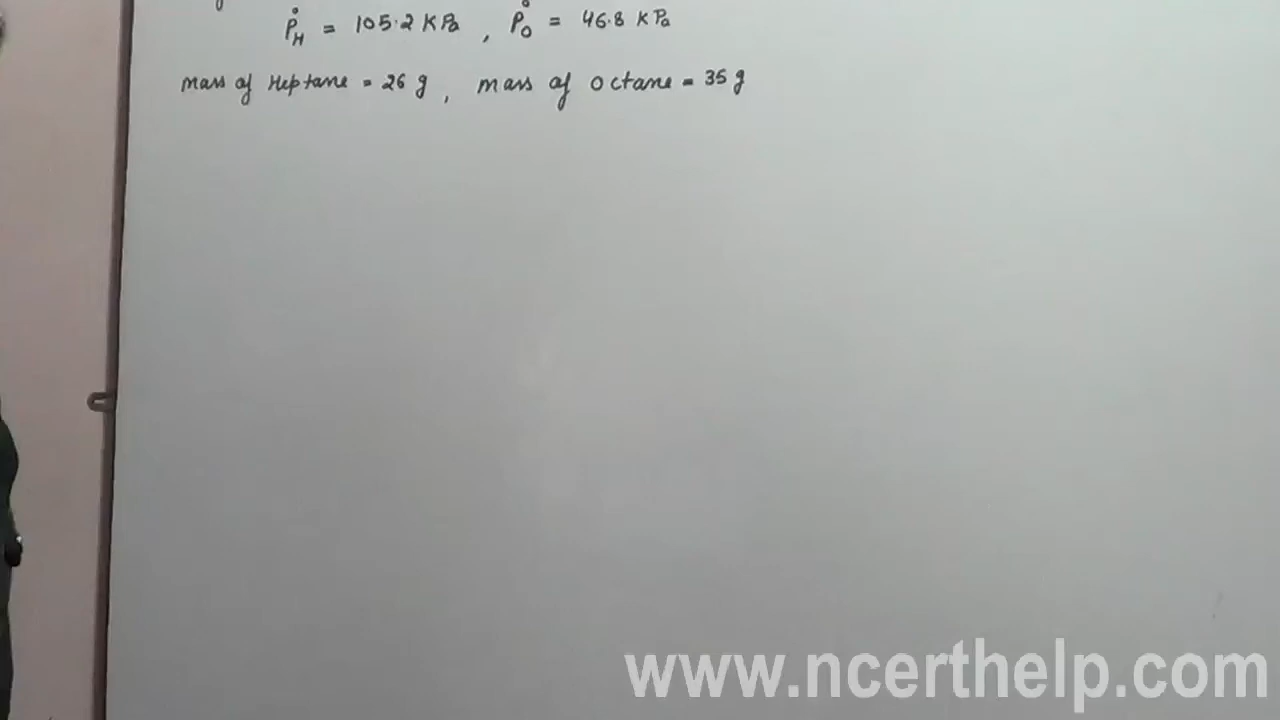 P°H = 105.2 KPa , P°O = 46.8 KPa
mass of Heptane = 26 g , mass of Octane = 35 g
www.ncerthelp.com